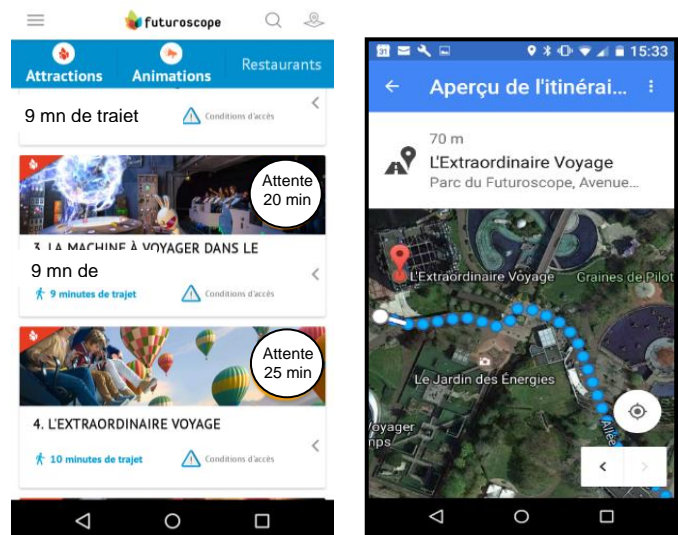 futuroscope
Attractions Animations Restaurants
9 mn de traiet Conditions d'accès
Attente
20 min
3. LA MACHINE À VOYAGER DANS LE
9 mn de
9 minutes de trajet Conditions d'accès
Attente
25 min
4. L'EXTRAORDINAIRE VOYAGE
10 minutes de trajet Conditions d'accès
31 15:33
Aperçu de l'itinérai...
70 m
L'Extraordinaire Voyage
Parc du Futuroscope, Avenue...
L'Extraordinaire Voyage Graines de Pilot
Le Jardin des Énergies
oyager
mps
Allée